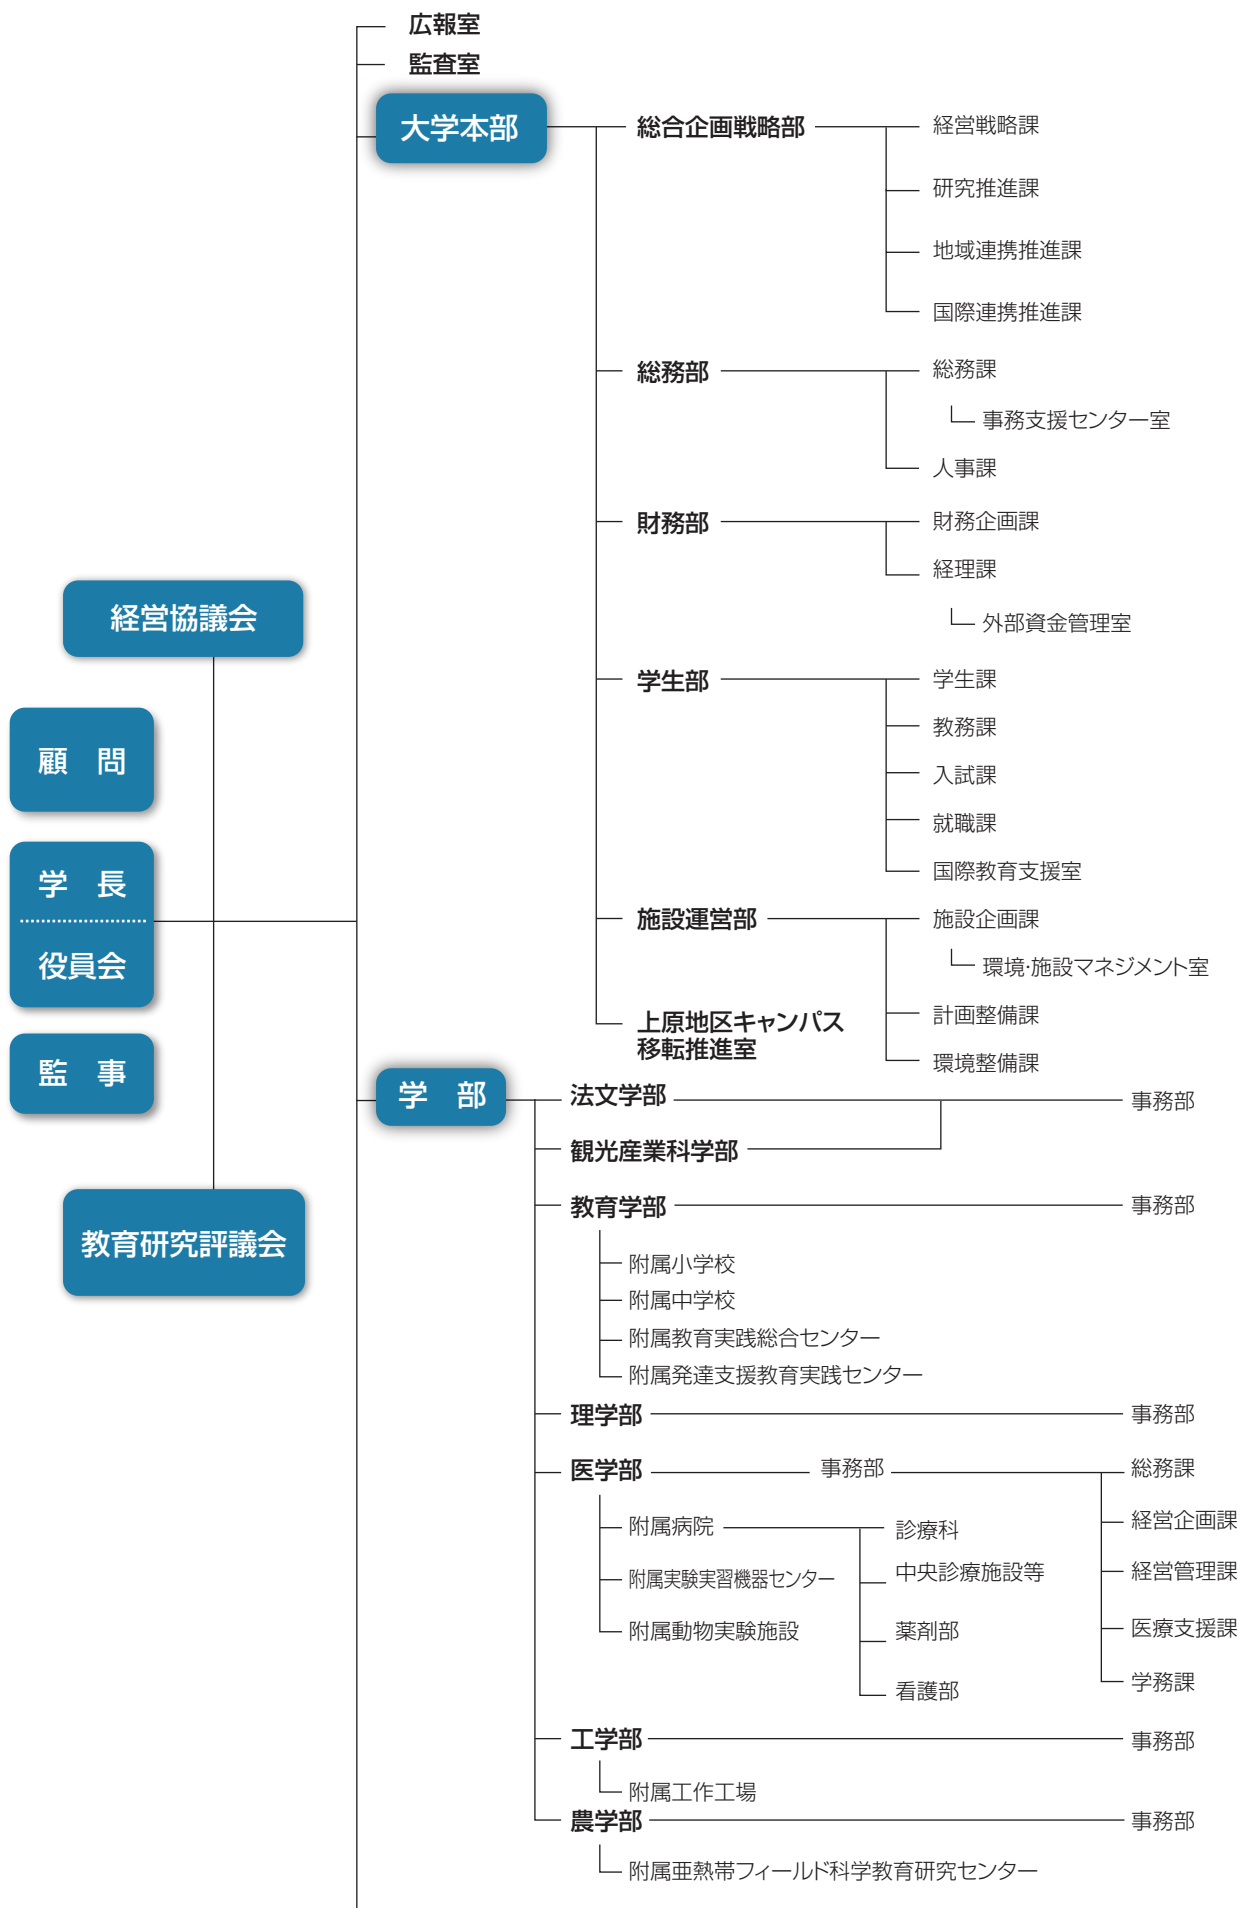 広報室
監査室
大学本部
総合企画戦略部
経営戦略課
研究推進課
地域連携推進課
国際連携推進課
総務部
総務課
事務支援センター室
人事課
財務部
財務企画課
経理課
外部資金管理室
学生部
学生課
教務課
入試課
就職課
国際教育支援室
施設運営部
施設企画課
環境・施設マネジメント室
計画整備課
環境整備課
上原地区キャンパス
移転推進室
経営協議会
顧 問
学 長
役員会
監 事
教育研究評議会
学 部
法文学部
事務部
観光産業科学部
教育学部
事務部
附属小学校
附属中学校
附属教育実践総合センター
附属発達支援教育実践センター
理学部
事務部
医学部
事務部
総務課
経営企画課
経営管理課
医療支援課
学務課
附属病院
診療科
中央診療施設等
薬剤部
看護部
附属実験実習機器センター
附属動物実験施設
工学部
事務部
附属工作工場
農学部
事務部
附属亜熱帯フィールド科学教育研究センター